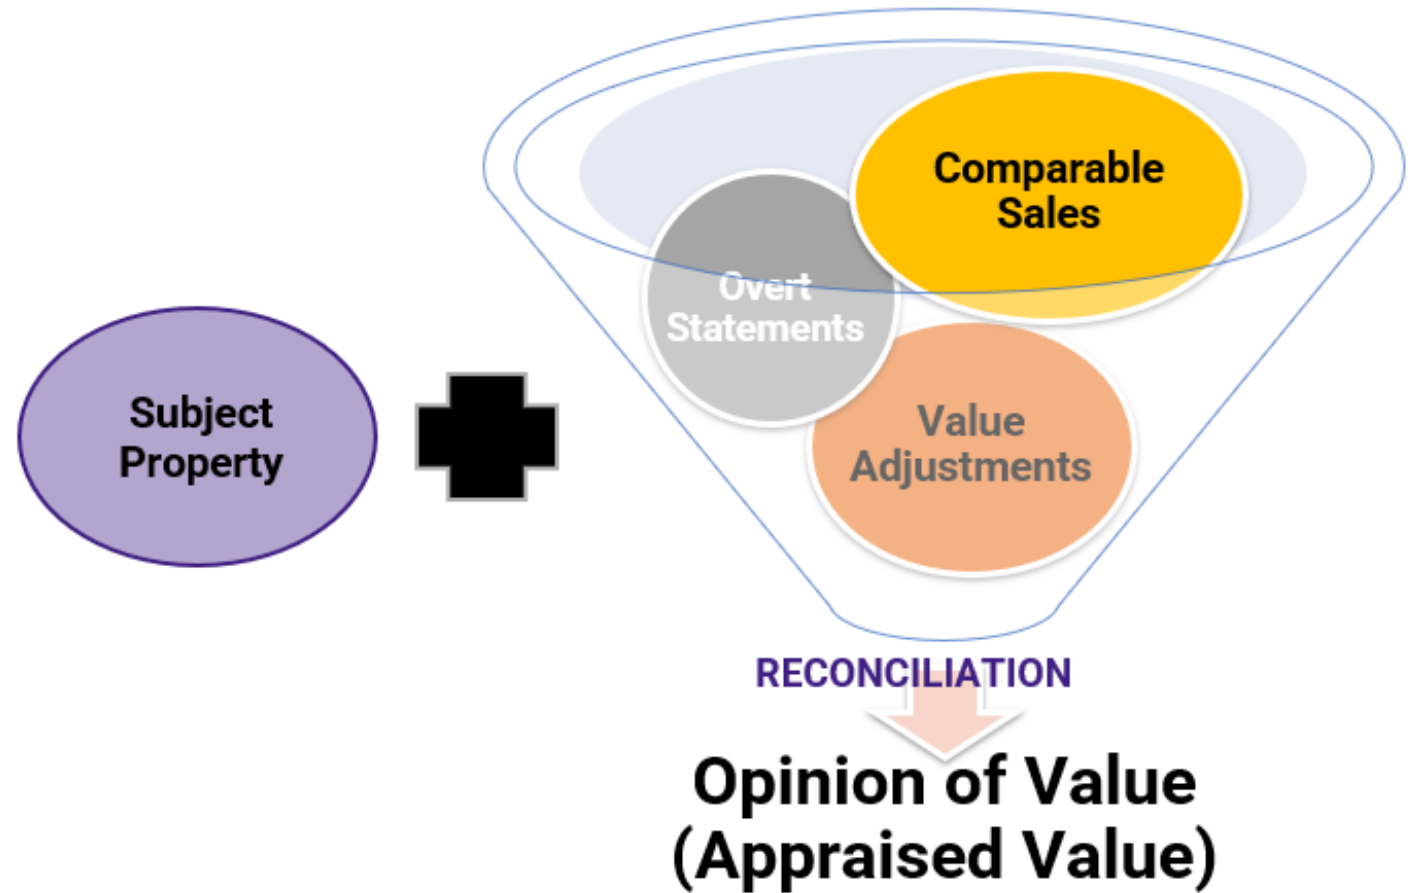 Comparable
Sales
Overt
Statements
Subject
Property
Value
Adjustments
RECONCILIATION
Opinion of Value
(Appraised Value)